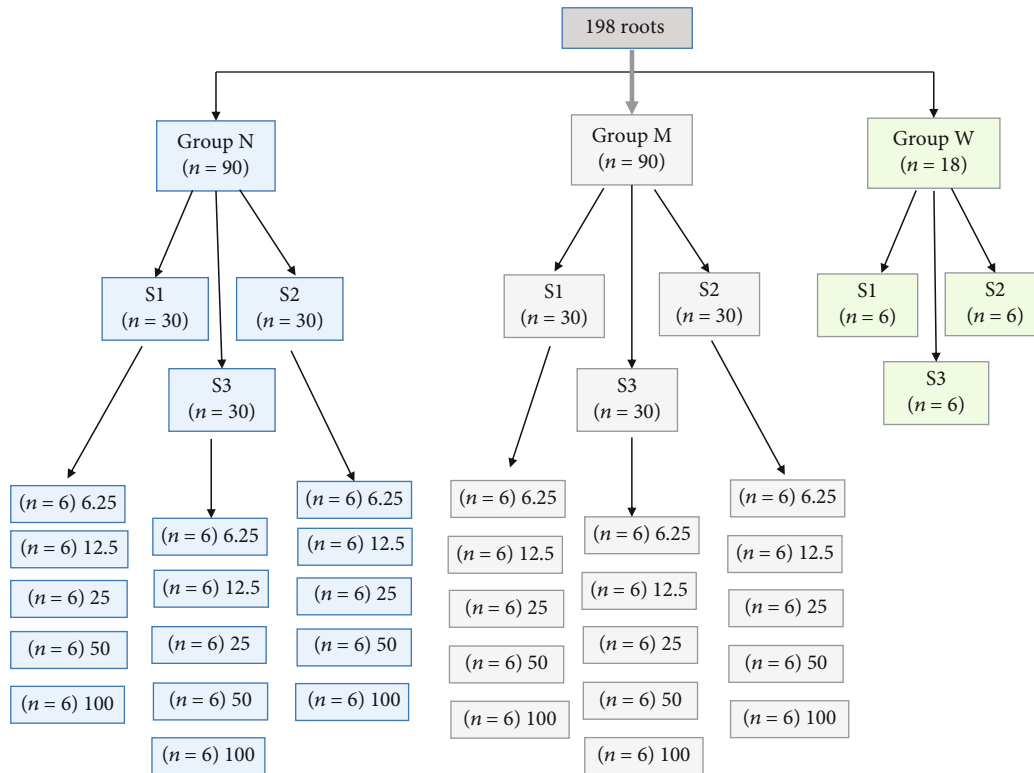 198 roots
Group N
(n = 90)
Group M
(n = 90)
Group W
(n = 18)
S1
(n = 30)
S2
(n = 30)
S3
(n = 30)
S1
(n = 30)
S2
(n = 30)
S3
(n = 30)
S1
(n = 6)
S2
(n = 6)
S3
(n = 6)
(n = 6) 6.25
(n = 6) 12.5
(n = 6) 25
(n = 6) 50
(n = 6) 100
(n = 6) 6.25
(n = 6) 12.5
(n = 6) 25
(n = 6) 50
(n = 6) 100
(n = 6) 6.25
(n = 6) 12.5
(n = 6) 25
(n = 6) 50
(n = 6) 100
(n = 6) 6.25
(n = 6) 12.5
(n = 6) 25
(n = 6) 50
(n = 6) 100
(n = 6) 6.25
(n = 6) 12.5
(n = 6) 25
(n = 6) 50
(n = 6) 100
(n = 6) 6.25
(n = 6) 12.5
(n = 6) 25
(n = 6) 50
(n = 6) 100